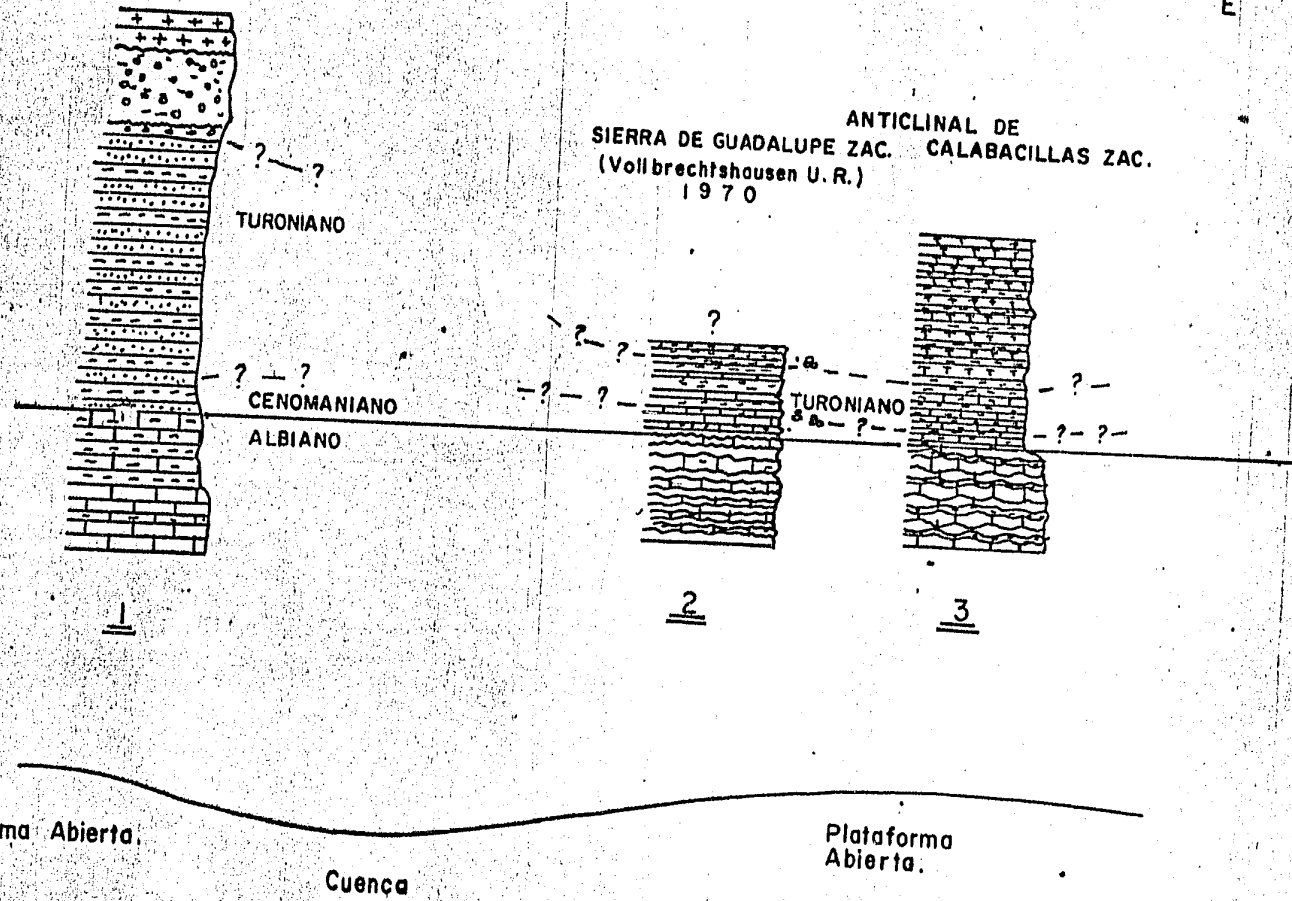 E
ANTICLINAL DE
SIERRA DE GUADALUPE ZAC. CALABACILLAS ZAC.
(Vollbrechtshausen U.R.)
1970
? — ?
TURONIANO
?
? — ? —
? — ?
CENOMANIANO
ALBIANO
— ? — ? —
TURONIANO
— ? —
— ? —
— ? — ? —
1
2
3
ma Abierta.
Cuenca
Plataforma
Abierta.